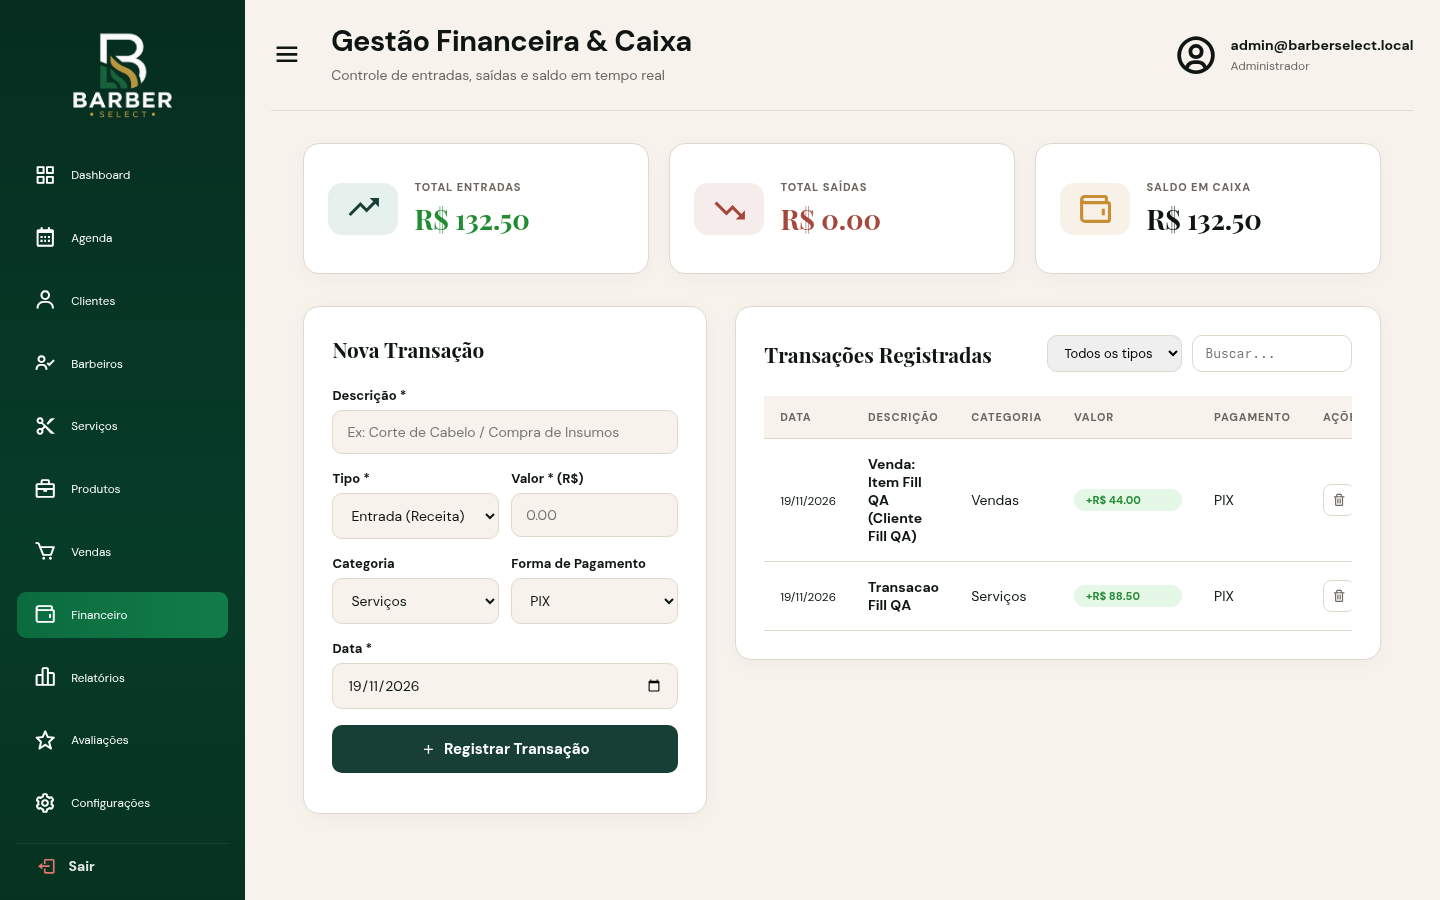 BARBER
• SELECT •
Dashboard
Agenda
Clientes
Barbeiros
Serviços
Produtos
Vendas
Financeiro
Relatórios
Avaliações
Configurações
Sair
Gestão Financeira & Caixa
Controle de entradas, saídas e saldo em tempo real
admin@barberselect.local
Administrador
TOTAL ENTRADAS
R$ 132.50
TOTAL SAÍDAS
R$ 0.00
SALDO EM CAIXA
R$ 132.50
Nova Transação
Descrição *
Ex: Corte de Cabelo / Compra de Insumos
Tipo * Valor * (R$)
Entrada (Receita) 0.00
Categoria Forma de Pagamento
Serviços PIX
Data *
19/11/2026
+ Registrar Transação
Transações Registradas Todos os tipos Buscar...
DATA DESCRIÇÃO CATEGORIA VALOR PAGAMENTO
Venda:
Item Fill
QA
(Cliente
Fill QA)
19/11/2026 Vendas +R$ 44.00 PIX
Transacao
Fill QA
19/11/2026 Serviços +R$ 88.50 PIX